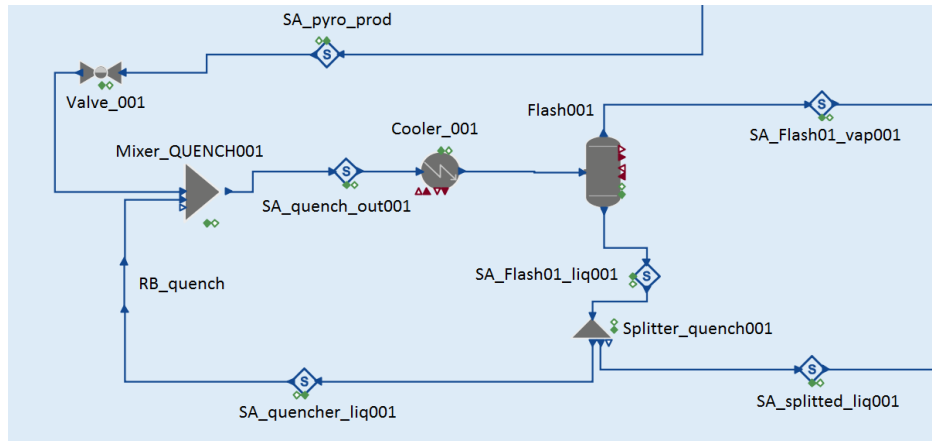 SA_pyro_prod
Valve_001
Flash001
Cooler_001
SA_Flash01_vap001
Mixer_QUENCH001
S
S
S
SA_quench_out001
SA_Flash01_liq001
S
RB_quench
Splitter_quench001
S
S
SA_quencher_liq001
SA_splitted_liq001